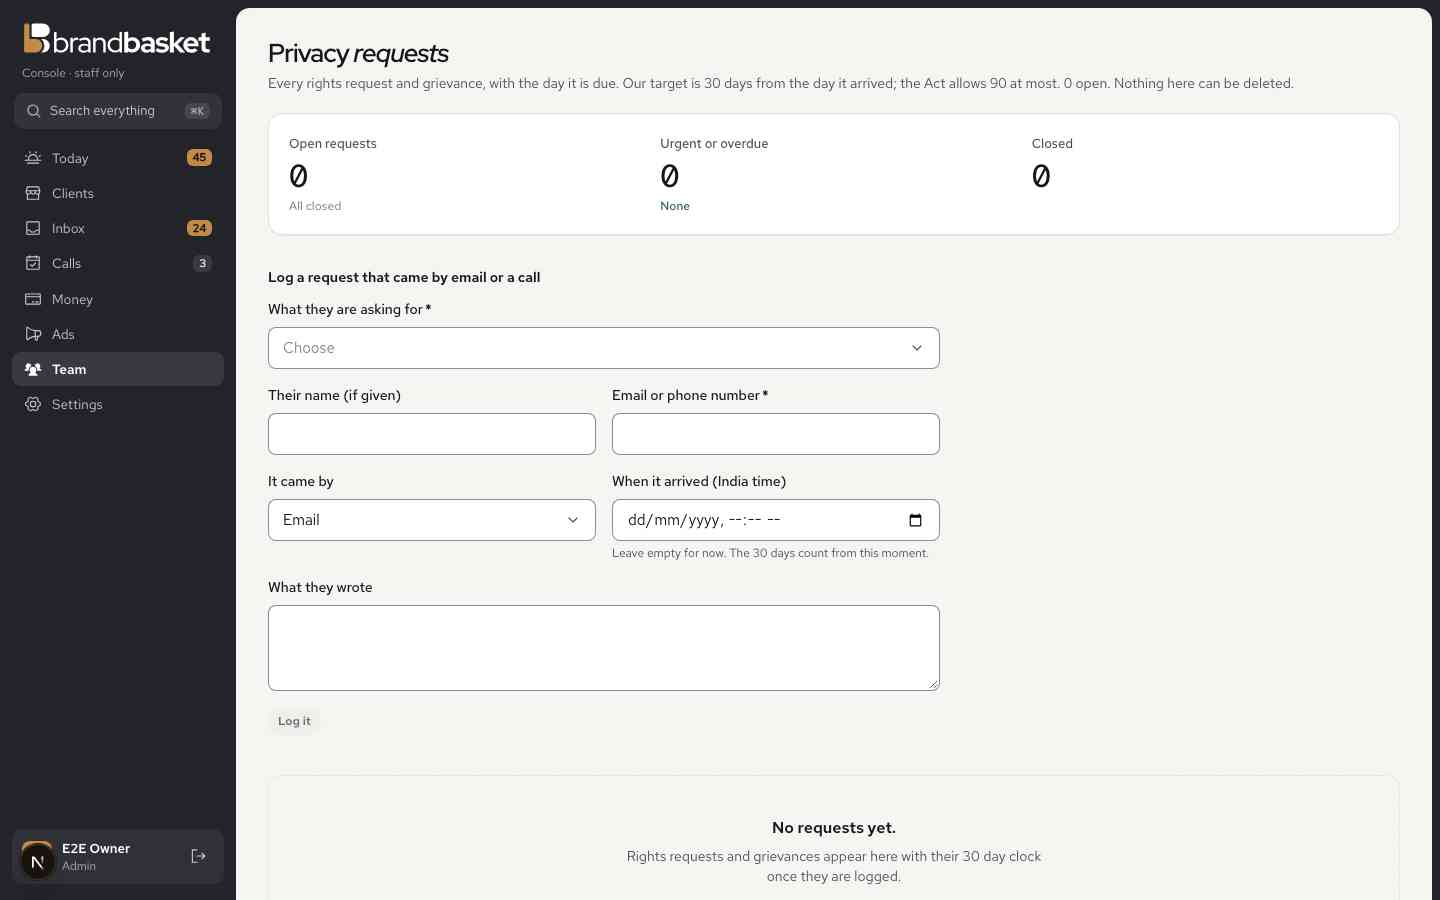 brandbasket
Console · staff only
Search everything ⌘K
Today 45
Clients
Inbox 24
Calls 3
Money
Ads
Team
Settings
N
E2E Owner
Admin
Privacy requests
Every rights request and grievance, with the day it is due. Our target is 30 days from the day it arrived; the Act allows 90 at most. 0 open. Nothing here can be deleted.
Open requests
0
All closed
Urgent or overdue
0
None
Closed
0
Log a request that came by email or a call
What they are asking for *
Choose
Their name (if given)
Email or phone number *
It came by
Email
When it arrived (India time)
dd/mm/yyyy, --:-- --
Leave empty for now. The 30 days count from this moment.
What they wrote
Log it
No requests yet.
Rights requests and grievances appear here with their 30 day clock
once they are logged.